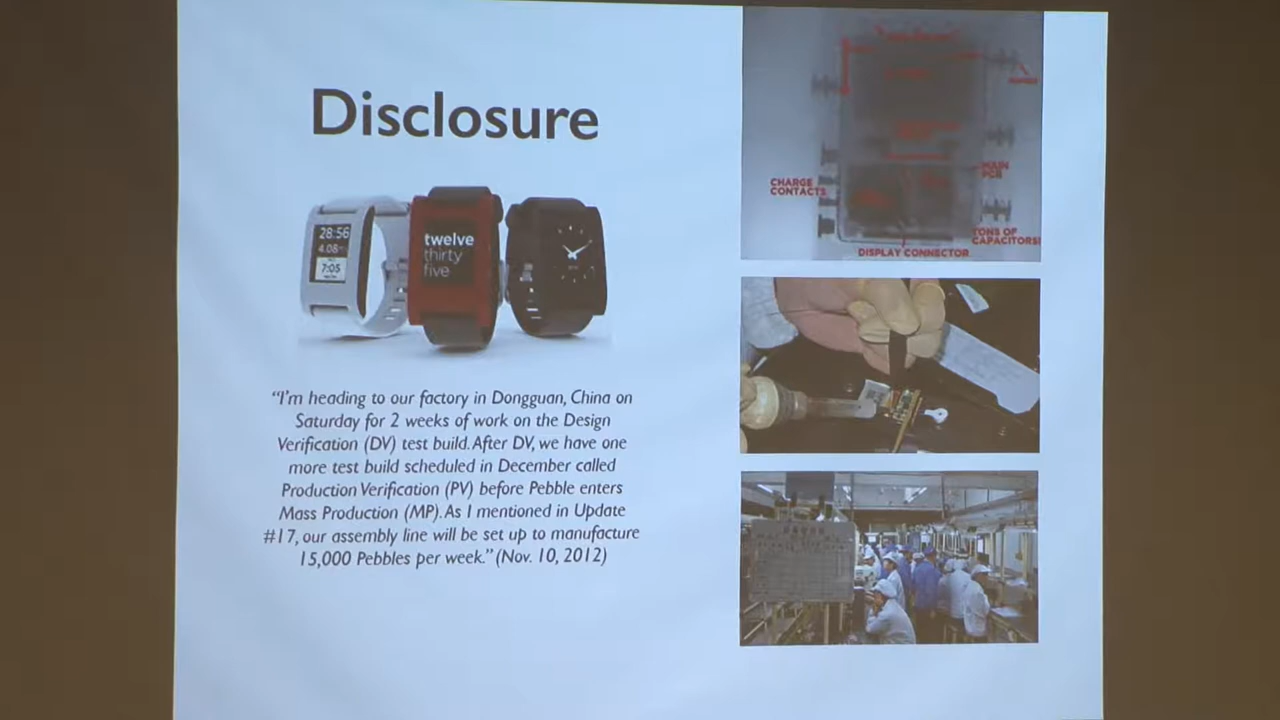 Disclosure
28:56
4.08
7:05
twelve
thirty
five
"I'm heading to our factory in Dongguan, China on
Saturday for 2 weeks of work on the Design
Verification (DV) test build. After DV, we have one
more test build scheduled in December called
Production Verification (PV) before Pebble enters
Mass Production (MP). As I mentioned in Update
#17, our assembly line will be set up to manufacture
15,000 Pebbles per week." (Nov. 10, 2012)
CHARGE
CONTACTS
MAIN
PCB
TONS OF
CAPACITORS!
DISPLAY CONNECTOR